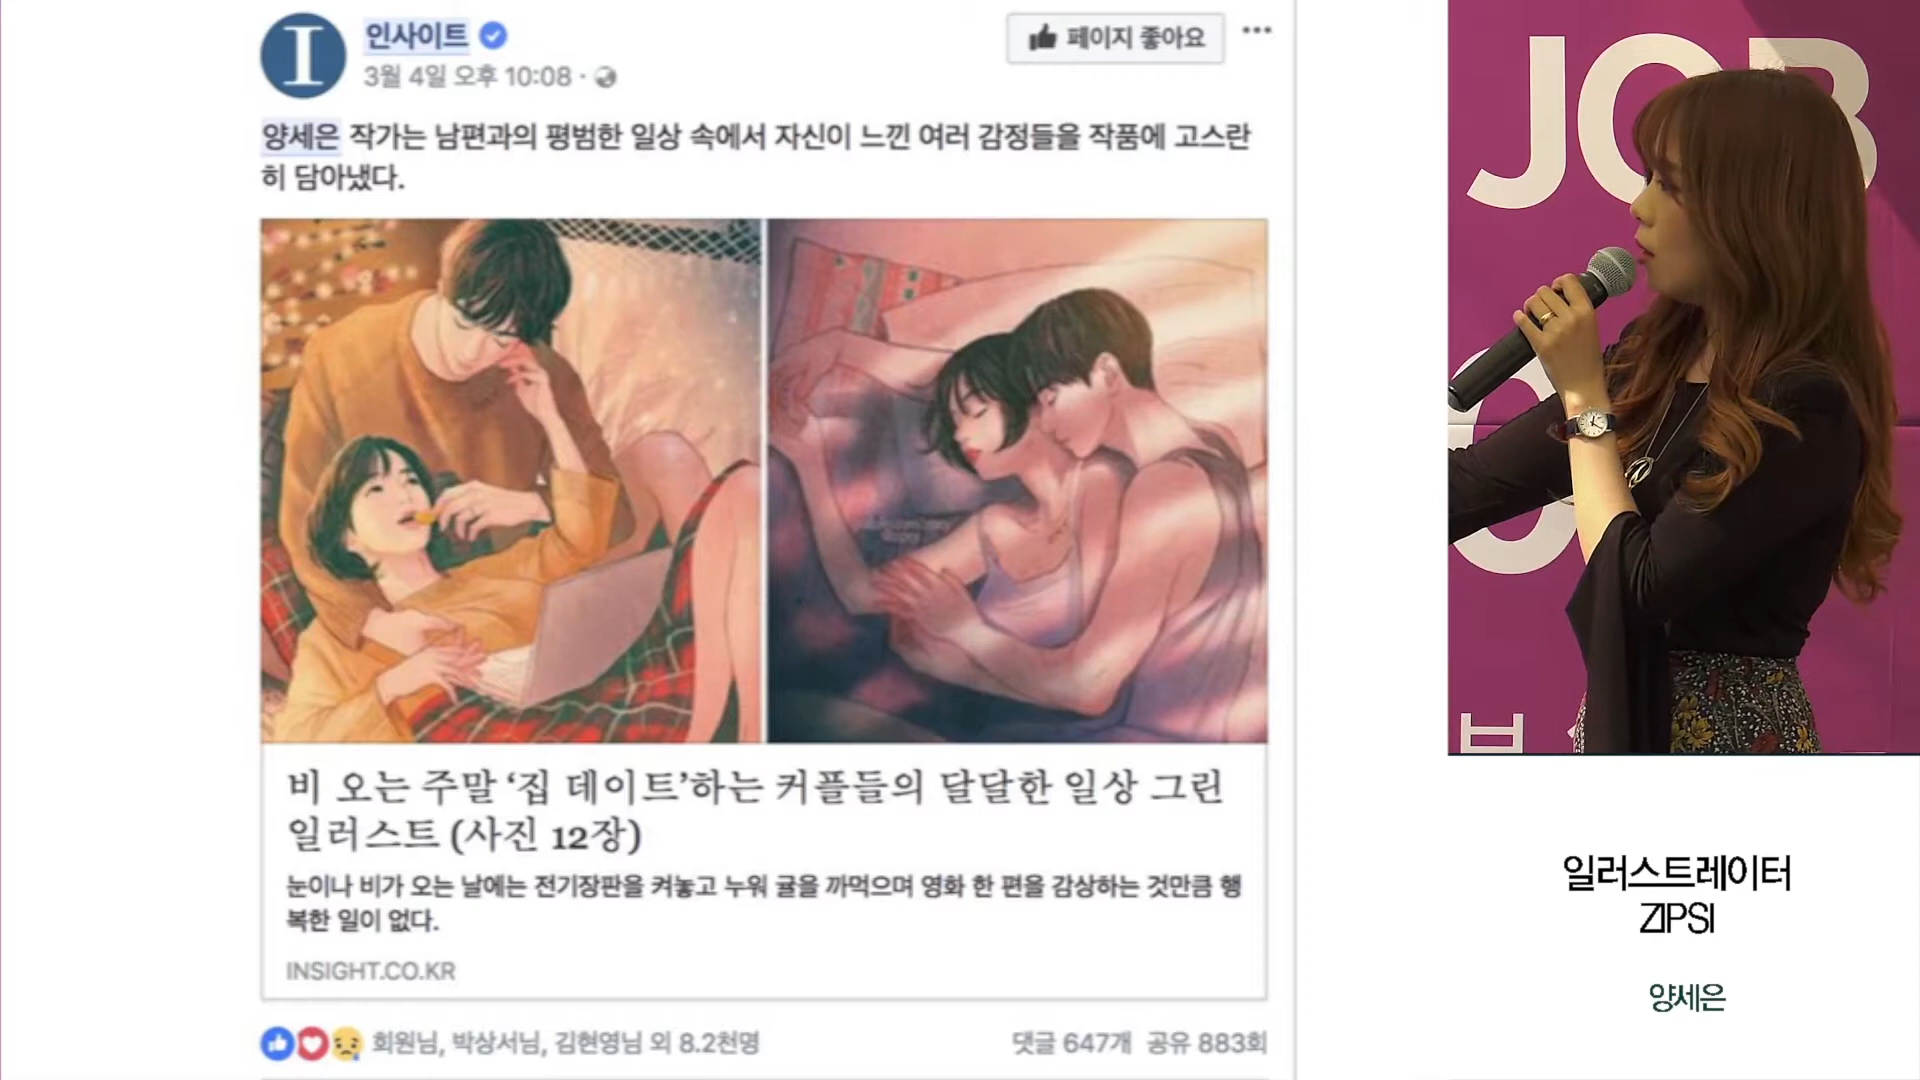 인사이트
페이지 좋아요
3월 4일 오후 10:08
양세은 작가는 남편과의 평범한 일상 속에서 자신이 느낀 여러 감정들을 작품에 고스란
히 담아냈다.
비 오는 주말 ‘집 데이트’하는 커플들의 달달한 일상 그린
일러스트 (사진 12장)
눈이나 비가 오는 날에는 전기장판을 켜놓고 누워 귤을 까먹으며 영화 한 편을 감상하는 것만큼 행
복한 일이 없다.
INSIGHT.CO.KR
회원님, 박상서님, 김현영님 외 8.2천명
댓글 647개 공유 883회
JOB
일러스트레이터
ZIPSI
양세은